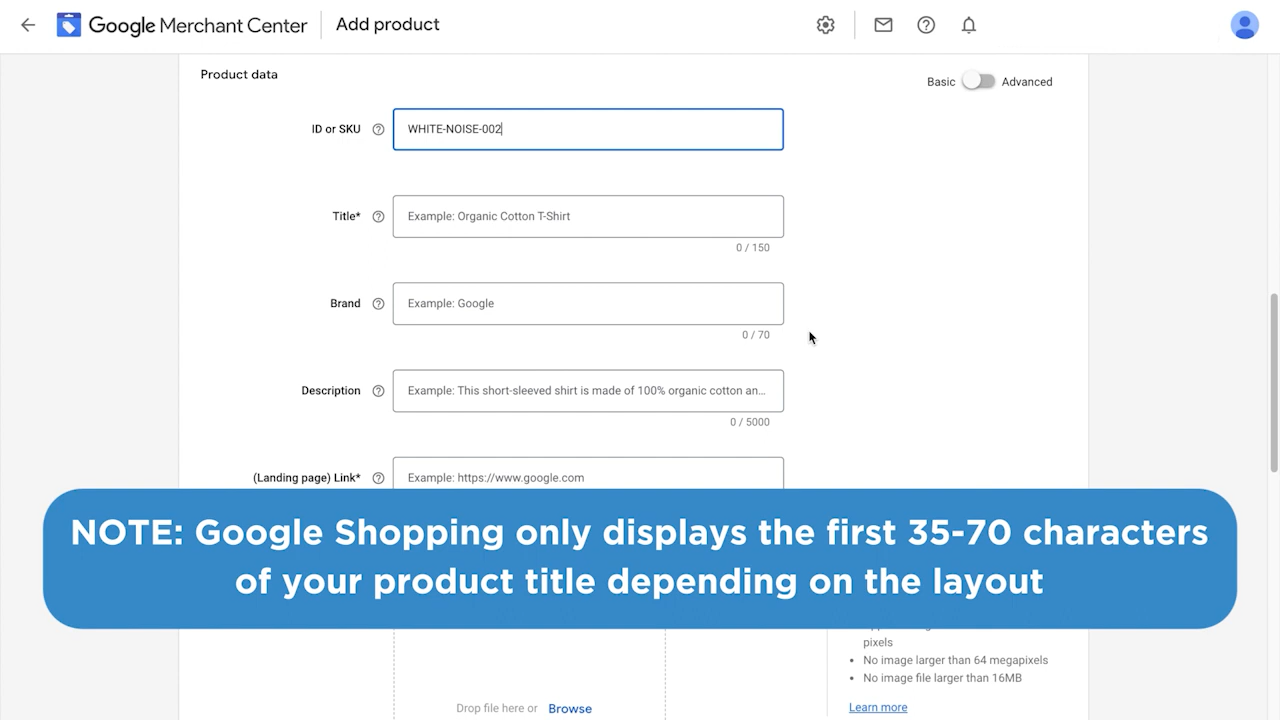 Google Merchant Center
Add product
Product data
Basic
Advanced
ID or SKU
WHITE-NOISE-002
Title*
Example: Organic Cotton T-Shirt
0 / 150
Brand
Example: Google
0 / 70
Description
Example: This short-sleeved shirt is made of 100% organic cotton an...
0 / 5000
(Landing page) Link*
Example: https://www.google.com
NOTE: Google Shopping only displays the first 35-70 characters
of your product title depending on the layout
pixels
• No image larger than 64 megapixels
• No image file larger than 16MB
Drop file here or Browse
Learn more